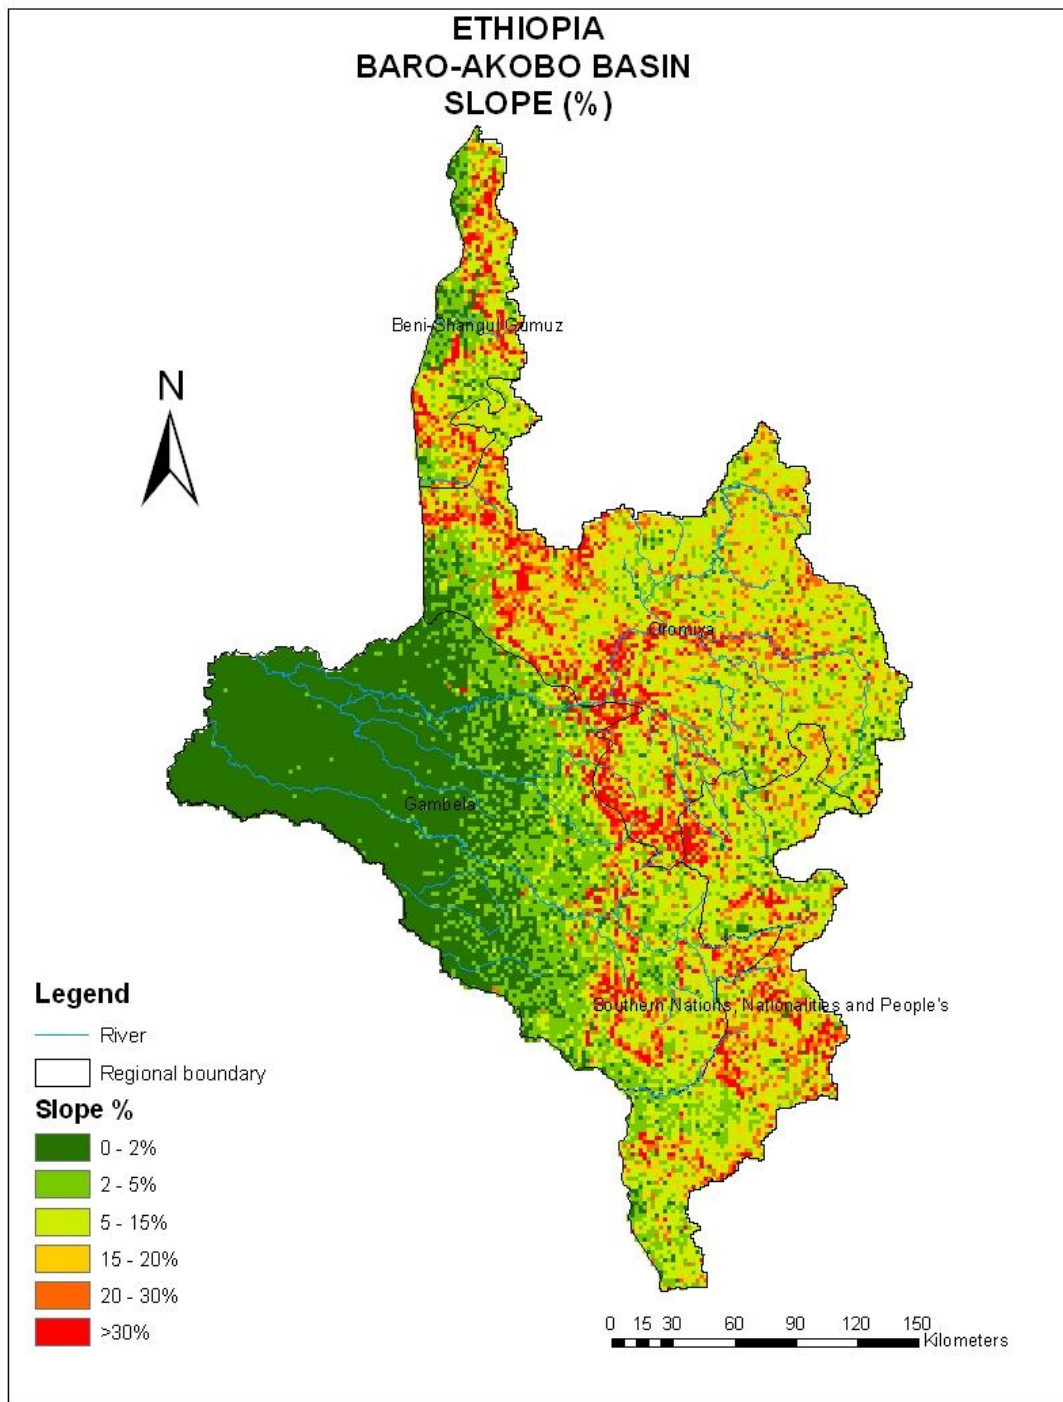 ETHIOPIA
BARO-AKOBO BASIN
SLOPE (%)
Beni-Shangul Gumuz
N
Oromiya
Gambela
Southern Nations, Nationalities and People's
Legend
River
Regional boundary
Slope %
0 - 2%
2 - 5%
5 - 15%
15 - 20%
20 - 30%
>30%
0 15 30 60 90 120 150
Kilometers